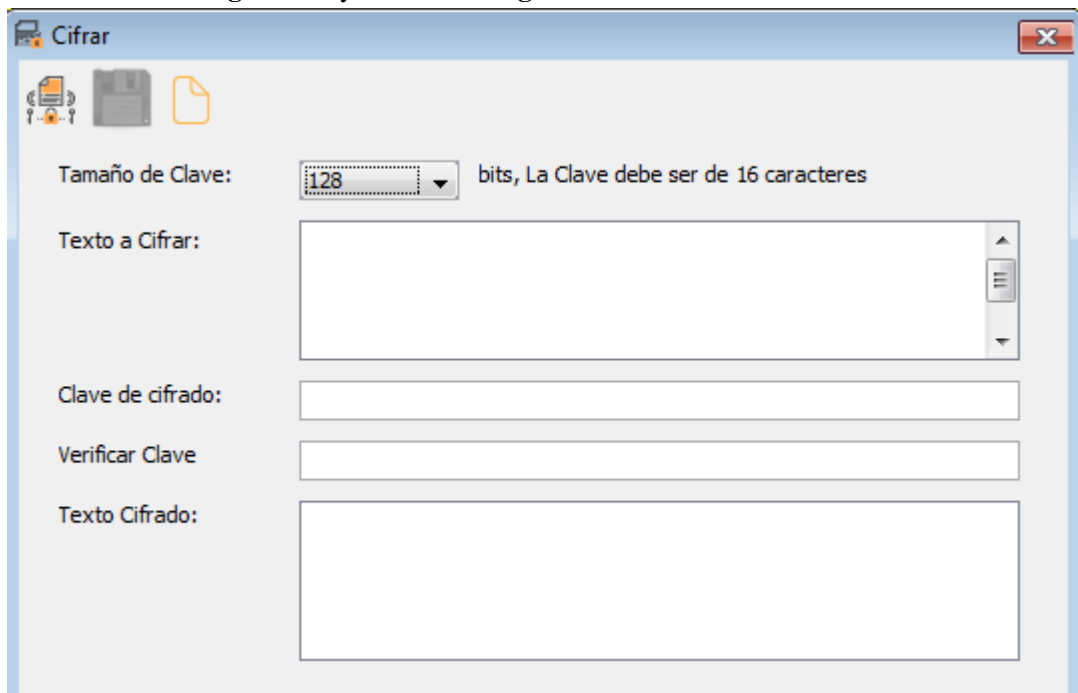 Cifrar
Tamaño de Clave: 128 bits, La Clave debe ser de 16 caracteres
Texto a Cifrar:
Clave de cifrado:
Verificar Clave
Texto Cifrado: